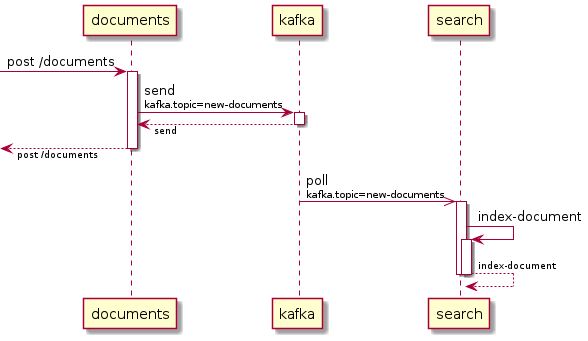 documents
kafka
search
post /documents
send
kafka.topic=new-documents
send
post /documents
poll
kafka.topic=new-documents
index-document
index-document
documents
kafka
search